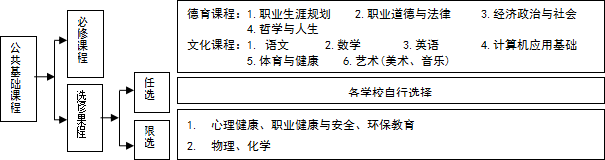 公共基础课程
必修课程
选修课程
任选
限选
德育课程：1.职业生涯规划 2.职业道德与法律 3.经济政治与社会
4.哲学与人生
文化课程：1. 语文 2.数学 3.英语 4.计算机应用基础
5.体育与健康 6.艺术(美术、音乐)
各学校自行选择
1. 心理健康、职业健康与安全、环保教育
2. 物理、化学